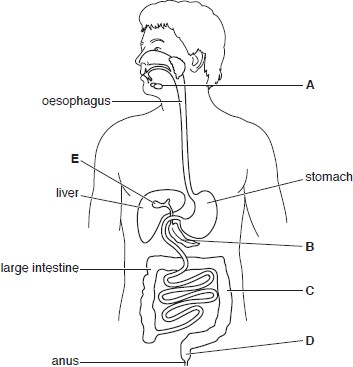 A
oesophagus
E
stomach
liver
B
large intestine
C
D
anus